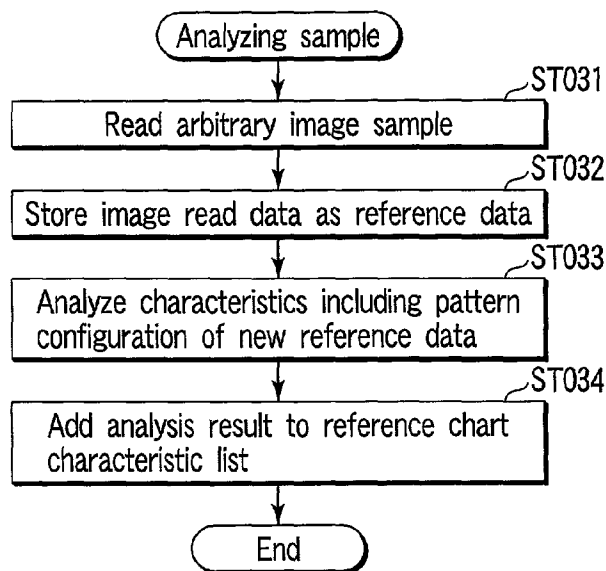 Analyzing sample
ST031
Read arbitrary image sample
ST032
Store image read data as reference data
ST033
Analyze characteristics including pattern
configuration of new reference data
ST034
Add analysis result to reference chart
characteristic list
End